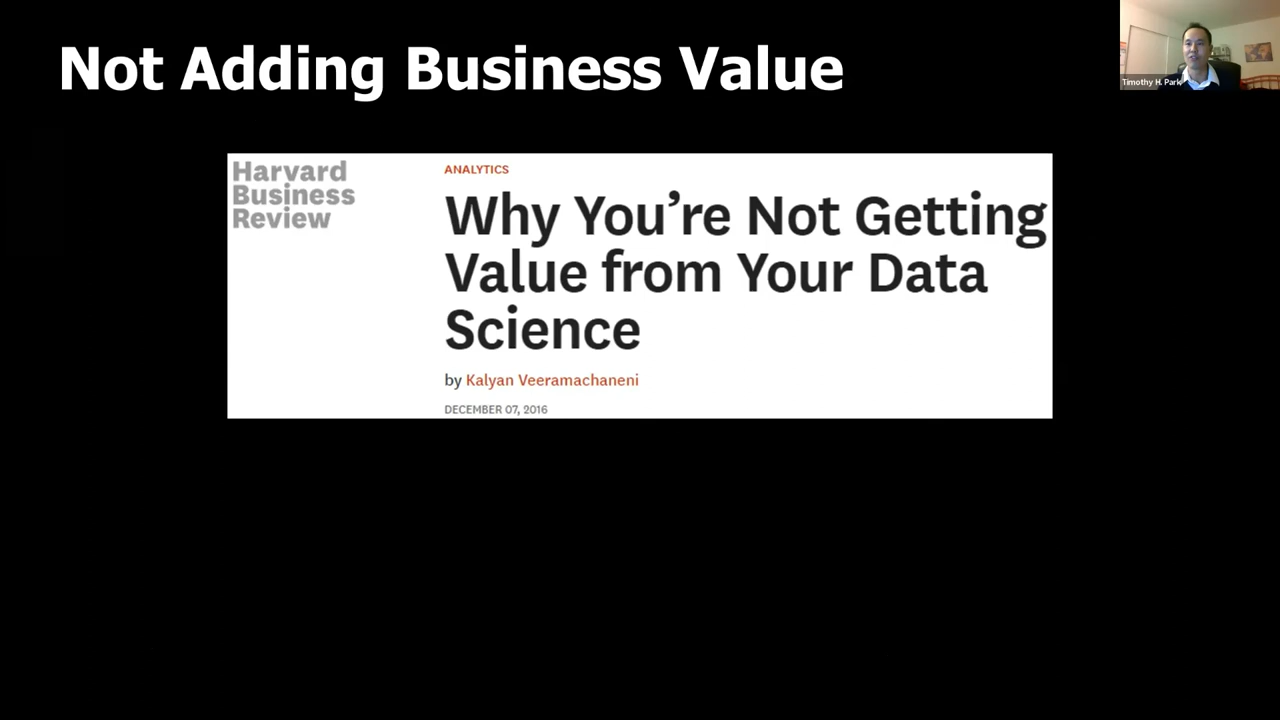 Not Adding Business Value
Timothy H. Park
Harvard
Business
Review
ANALYTICS
Why You're Not Getting
Value from Your Data
Science
by Kalyan Veeramachaneni
DECEMBER 07, 2016